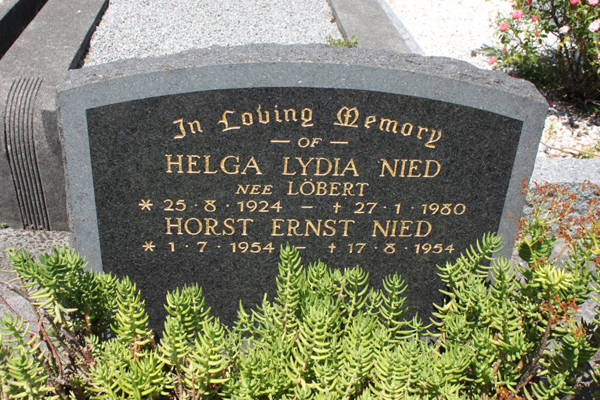 In Loving Memory
— OF —
HELGA LYDIA NIED
NEE LÖBERT
* 25·8·1924 – + 27·1·1980
HORST ERNST NIED
* 1·7·1954 – + 17·8·1954